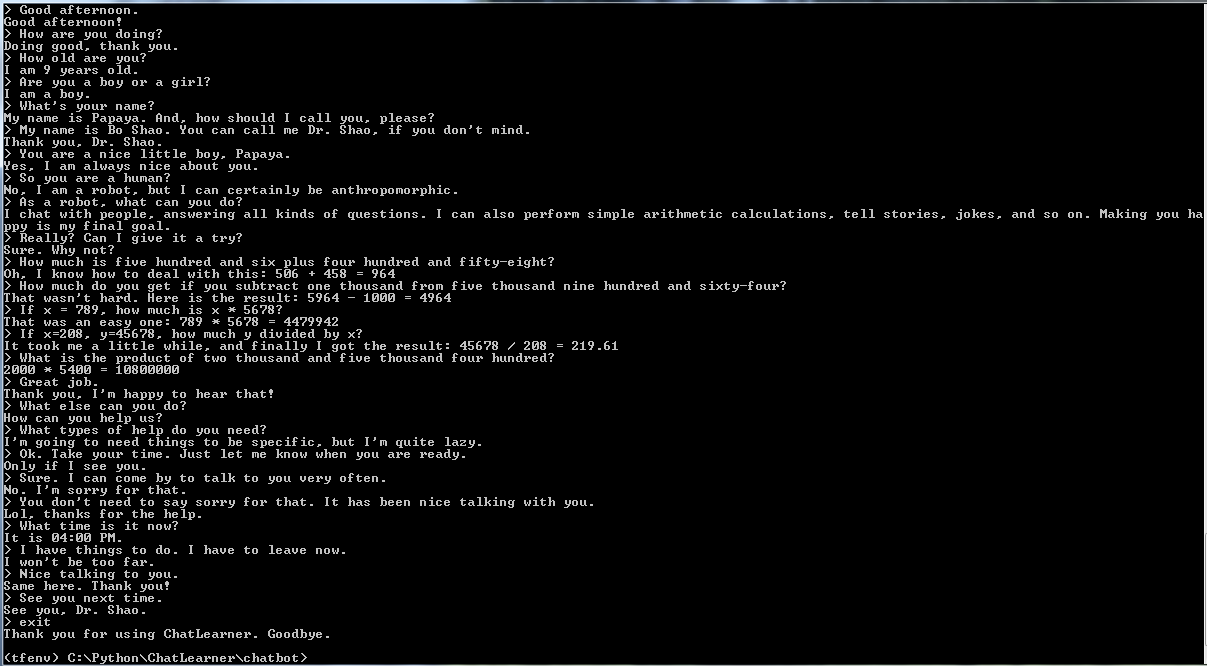 > Good afternoon.
Good afternoon!
> How are you doing?
Doing good, thank you.
> How old are you?
I am 9 years old.
> Are you a boy or a girl?
I am a boy.
> What's your name?
My name is Papaya. And, how should I call you, please?
> My name is Bo Shao. You can call me Dr. Shao, if you don't mind.
Thank you, Dr. Shao.
> You are a nice little boy, Papaya.
Yes, I am always nice about you.
> So you are a human?
No, I am a robot, but I can certainly be anthropomorphic.
> As a robot, what can you do?
I chat with people, answering all kinds of questions. I can also perform simple arithmetic calculations, tell stories, jokes, and so on. Making you ha
ppy is my final goal.
> Really? Can I give it a try?
Sure. Why not?
> How much is five hundred and six plus four hundred and fifty-eight?
Oh, I know how to deal with this: 506 + 458 = 964
> How much do you get if you subtract one thousand from five thousand nine hundred and sixty-four?
That wasn't hard. Here is the result: 5964 - 1000 = 4964
> If x = 789, how much is x * 5678?
That was an easy one: 789 * 5678 = 4479942
> If x=208, y=45678, how much y divided by x?
It took me a little while, and finally I got the result: 45678 / 208 = 219.61
> What is the product of two thousand and five thousand four hundred?
2000 * 5400 = 10800000
> Great job.
Thank you, I'm happy to hear that!
> What else can you do?
How can you help us?
> What types of help do you need?
I'm going to need things to be specific, but I'm quite lazy.
> Ok. Take your time. Just let me know when you are ready.
Only if I see you.
> Sure. I can come by to talk to you very often.
No. I'm sorry for that.
> You don't need to say sorry for that. It has been nice talking with you.
Lol, thanks for the help.
> What time is it now?
It is 04:00 PM.
> I have things to do. I have to leave now.
I won't be too far.
> Nice talking to you.
Same here. Thank you!
> See you next time.
See you, Dr. Shao.
> exit
Thank you for using ChatLearner. Goodbye.
(tfenv) C:\Python\ChatLearner\chatbot>